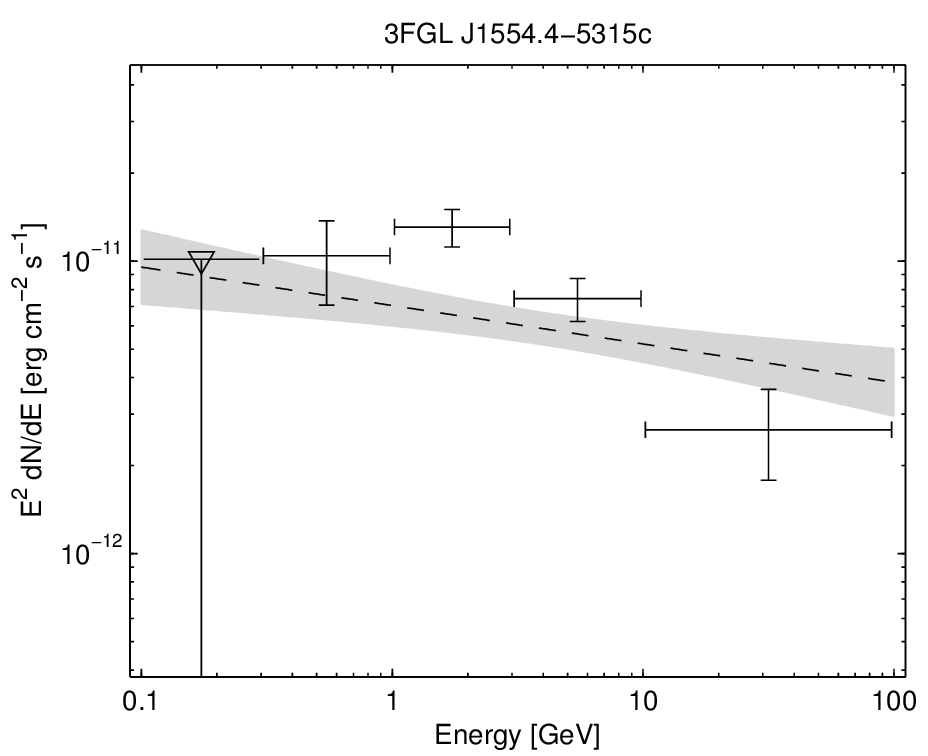 3FGL J1554.4−5315c
E² dN/dE [erg cm⁻² s⁻¹]
10⁻¹¹
10⁻¹²
0.1 1 10 100
Energy [GeV]